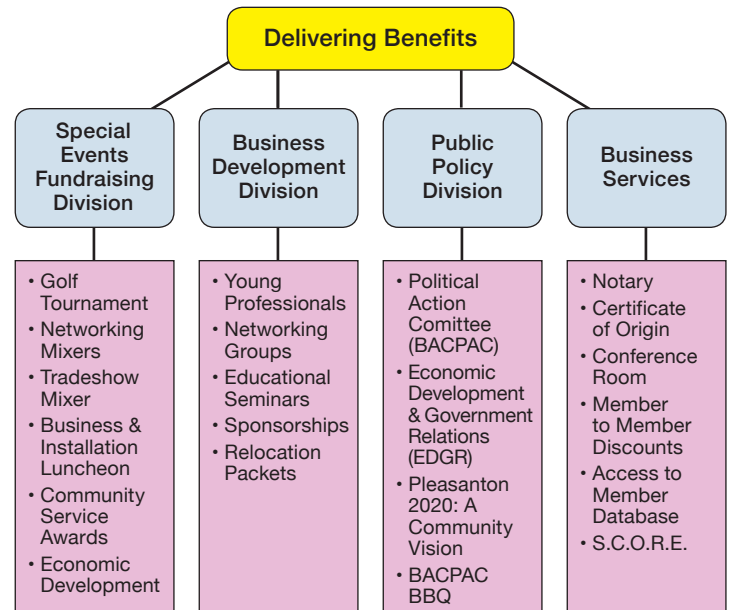 Delivering Benefits
Special
Events
Fundraising
Division
Business
Development
Division
Public
Policy
Division
Business
Services
• Golf
Tournament
• Networking
Mixers
• Tradeshow
Mixer
• Business &
Installation
Luncheon
• Community
Service
Awards
• Economic
Development
• Young
Professionals
• Networking
Groups
• Educational
Seminars
• Sponsorships
• Relocation
Packets
• Political
Action
Comittee
(BACPAC)
• Economic
Development
& Government
Relations
(EDGR)
• Pleasanton
2020: A
Community
Vision
• BACPAC
BBQ
• Notary
• Certificate
of Origin
• Conference
Room
• Member
to Member
Discounts
• Access to
Member
Database
• S.C.O.R.E.